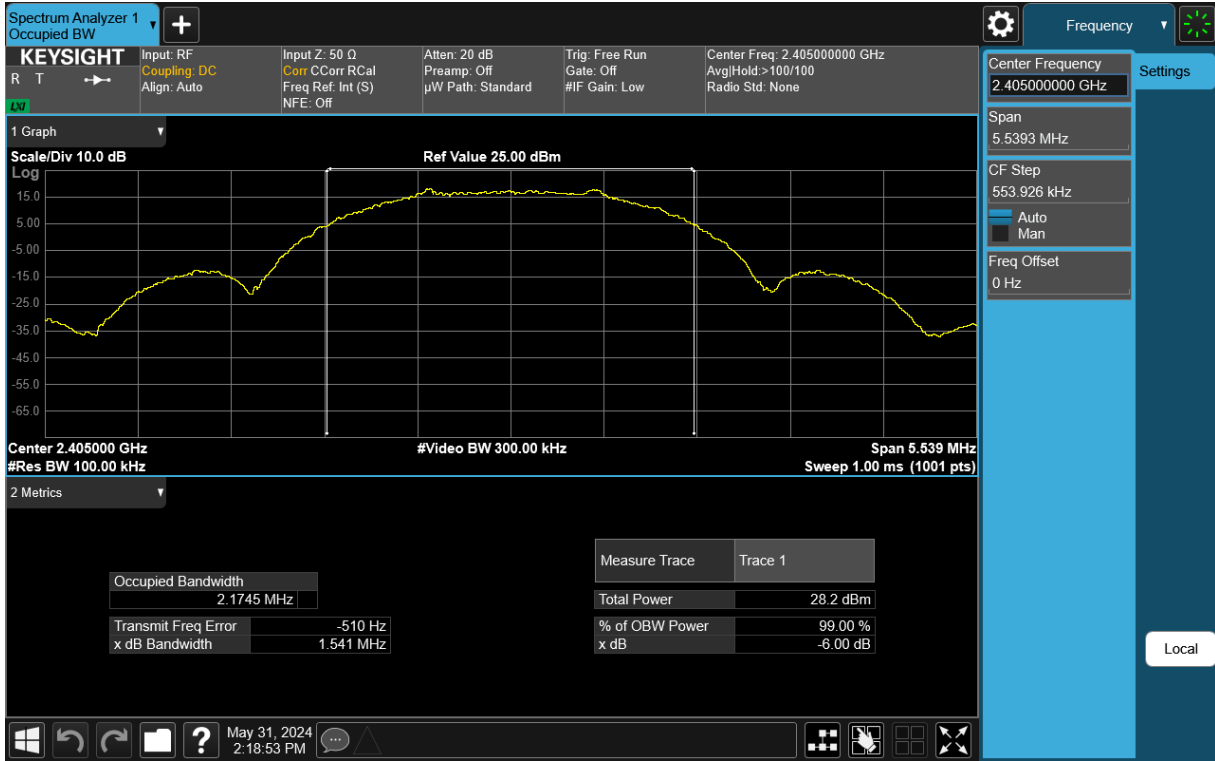 Spectrum Analyzer 1
Occupied BW
Frequency
KEYSIGHT
R T
LXI
Input: RF
Coupling: DC
Align: Auto
Input Z: 50 Ω
Corr CCorr RCal
Freq Ref: Int (S)
NFE: Off
Atten: 20 dB
Preamp: Off
µW Path: Standard
Trig: Free Run
Gate: Off
#IF Gain: Low
Center Freq: 2.405000000 GHz
Avg|Hold:>100/100
Radio Std: None
Center Frequency
2.405000000 GHz
Settings
Span
5.5393 MHz
CF Step
553.926 kHz
Auto
Man
Freq Offset
0 Hz
1 Graph
Scale/Div 10.0 dB
Ref Value 25.00 dBm
Log
15.0
5.00
-5.00
-15.0
-25.0
-35.0
-45.0
-55.0
-65.0
Center 2.405000 GHz
#Video BW 300.00 kHz
Span 5.539 MHz
#Res BW 100.00 kHz
Sweep 1.00 ms (1001 pts)
2 Metrics
Measure Trace
Trace 1
Occupied Bandwidth
2.1745 MHz
Total Power
28.2 dBm
Transmit Freq Error
-510 Hz
% of OBW Power
99.00 %
x dB Bandwidth
1.541 MHz
x dB
-6.00 dB
Local
?
May 31, 2024
2:18:53 PM